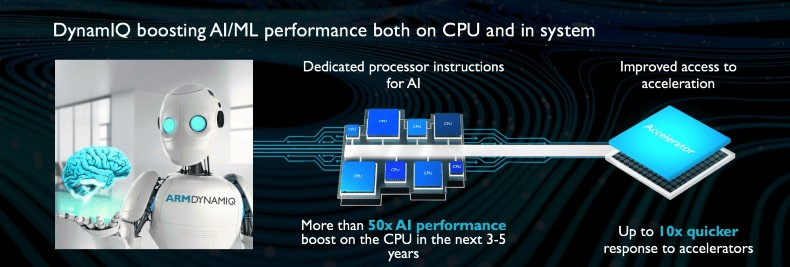 DynamIQ boosting AI/ML performance both on CPU and in system
Dedicated processor instructions
for AI
Improved access to
acceleration
CPU
CPU
CPU
CPU
CPU
CPU
CPU
CPU
Accelerator
ARMDYNAMIQ
More than 50x AI performance
boost on the CPU in the next 3-5
years
Up to 10x quicker
response to accelerators